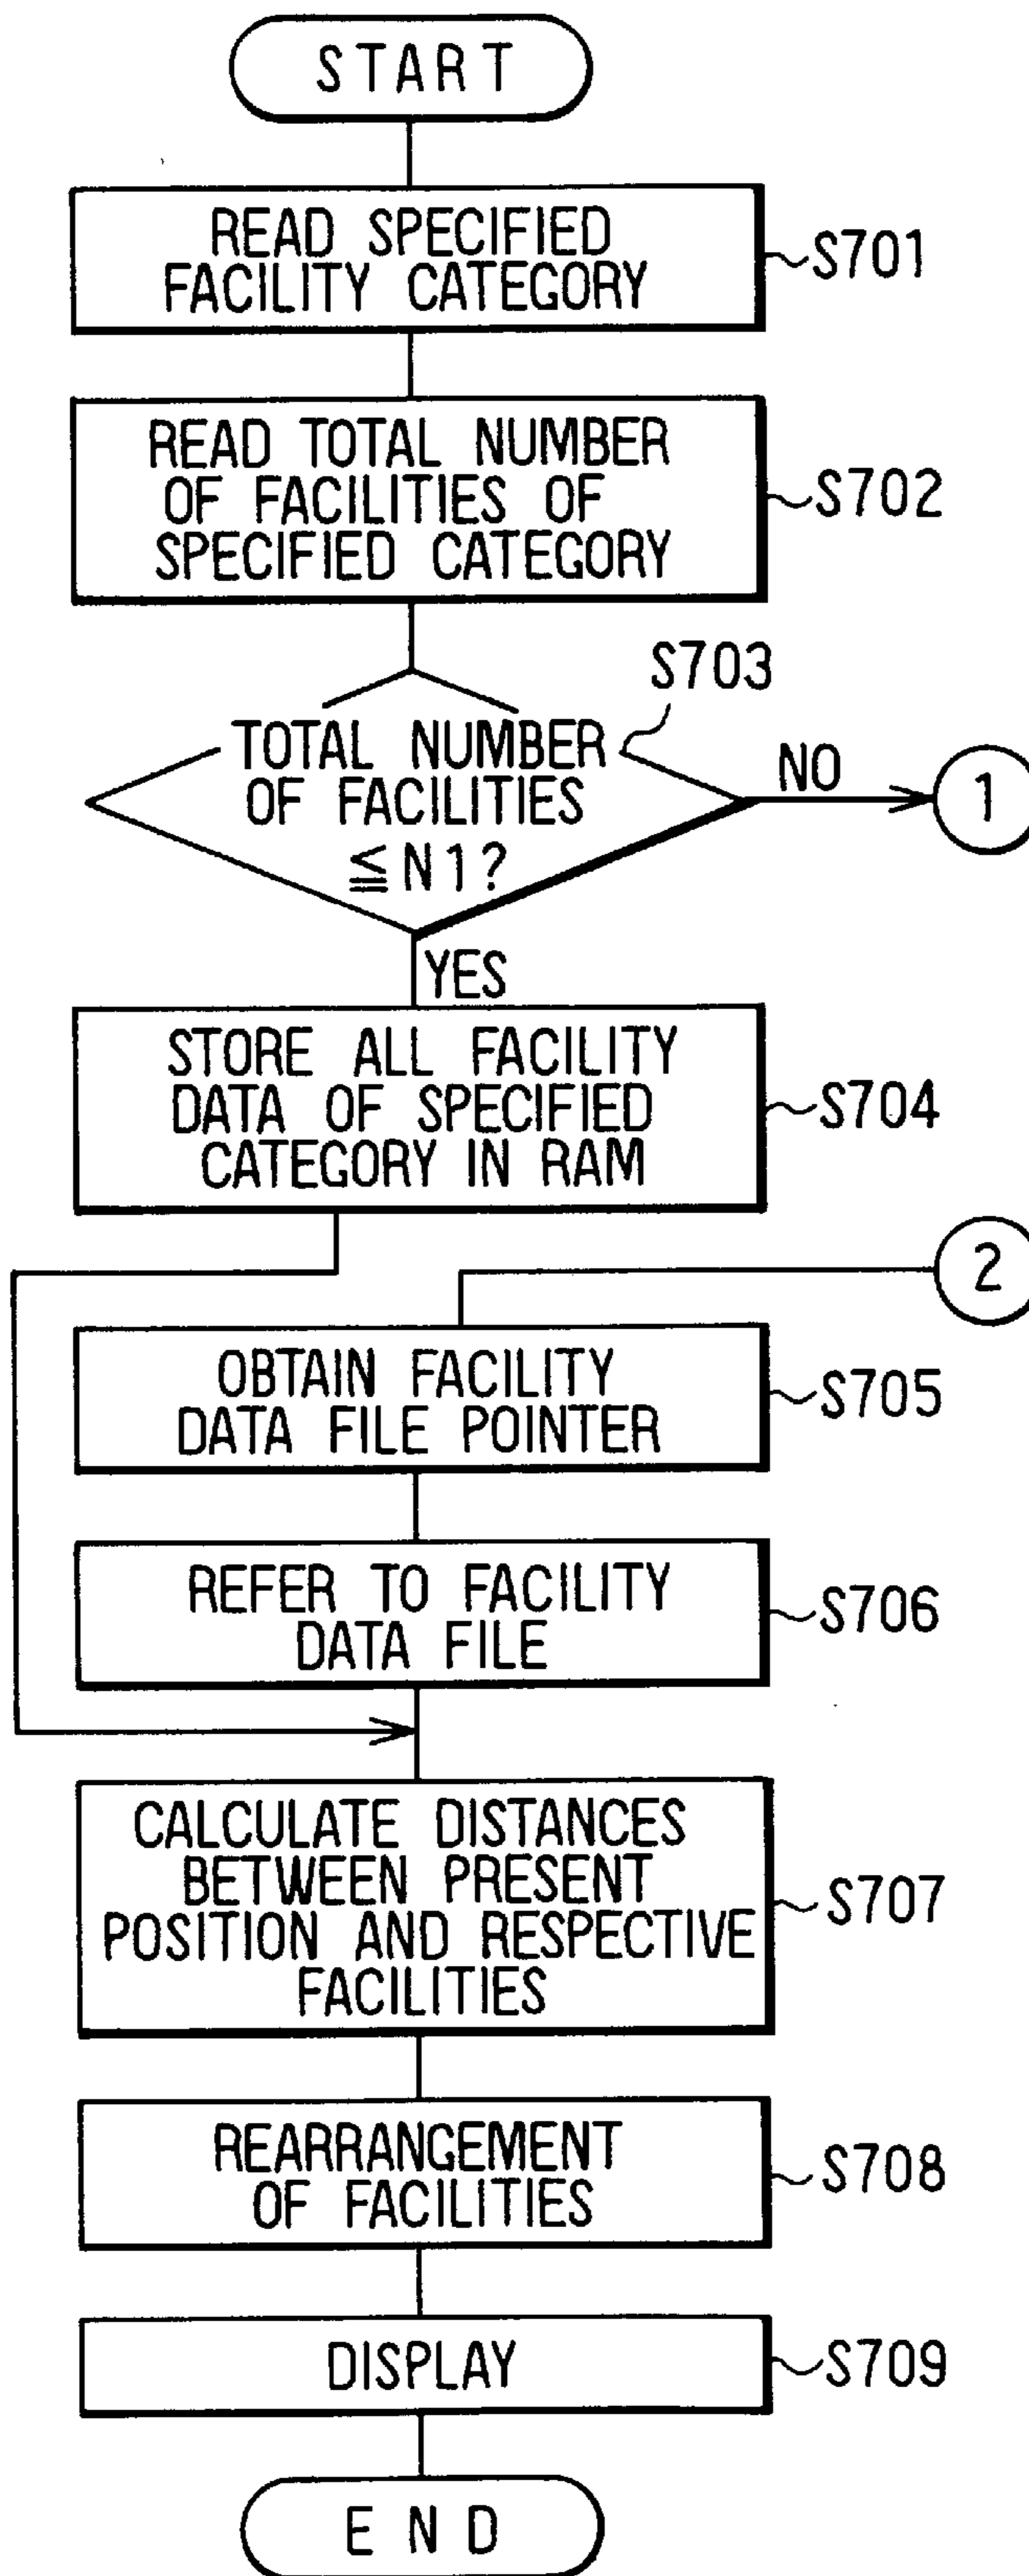 START
READ SPECIFIED
FACILITY CATEGORY
S701
READ TOTAL NUMBER
OF FACILITIES OF
SPECIFIED CATEGORY
S702
S703
TOTAL NUMBER
OF FACILITIES
≦N1?
NO
1
YES
STORE ALL FACILITY
DATA OF SPECIFIED
CATEGORY IN RAM
S704
2
OBTAIN FACILITY
DATA FILE POINTER
S705
REFER TO FACILITY
DATA FILE
S706
CALCULATE DISTANCES
BETWEEN PRESENT
POSITION AND RESPECTIVE
FACILITIES
S707
REARRANGEMENT
OF FACILITIES
S708
DISPLAY
S709
END